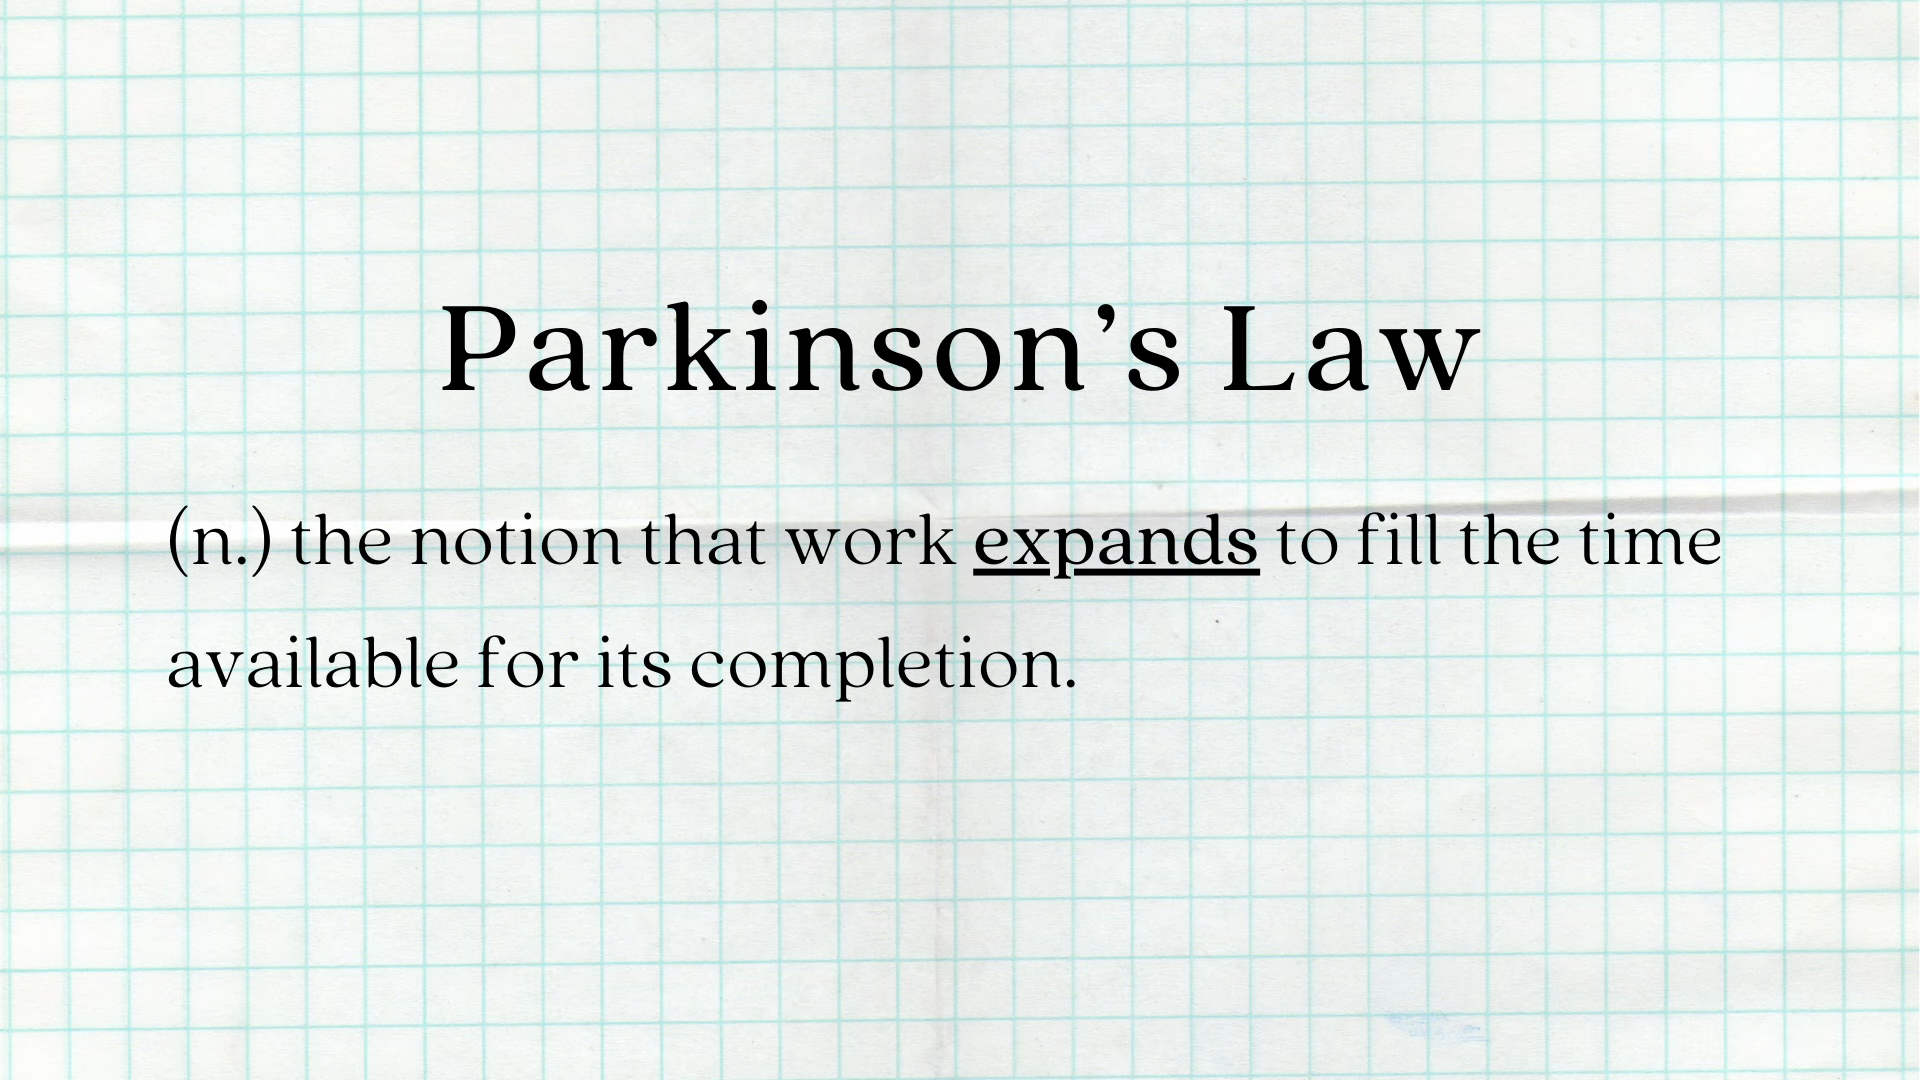 Parkinson’s Law
(n.) the notion that work expands to fill the time
available for its completion.